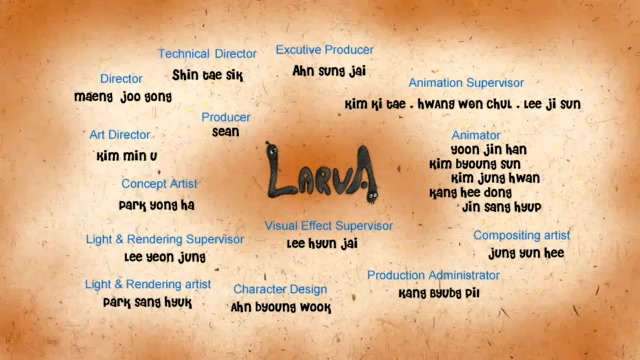 Technical Director
Shin tae sik
Excutive Producer
Ahn sung jai
Director
maeng joo gong
Animation Supervisor
kim ki tae . hwang won chul . Lee ji sun
Producer
sean
Art Director
kim min u
Animator
yoon jin han
kim byoung sun
kim jung hwan
kang hee dong
jin sang hyup
LARVA
Concept Artist
park yong ha
Visual Effect Supervisor
Lee hyun jai
Light & Rendering Supervisor
Lee yeon jung
Compositing artist
jung yun hee
Light & Rendering artist
park sang hyuk
Character Design
Ahn byoung wook
Production Administrator
kang byubg pil